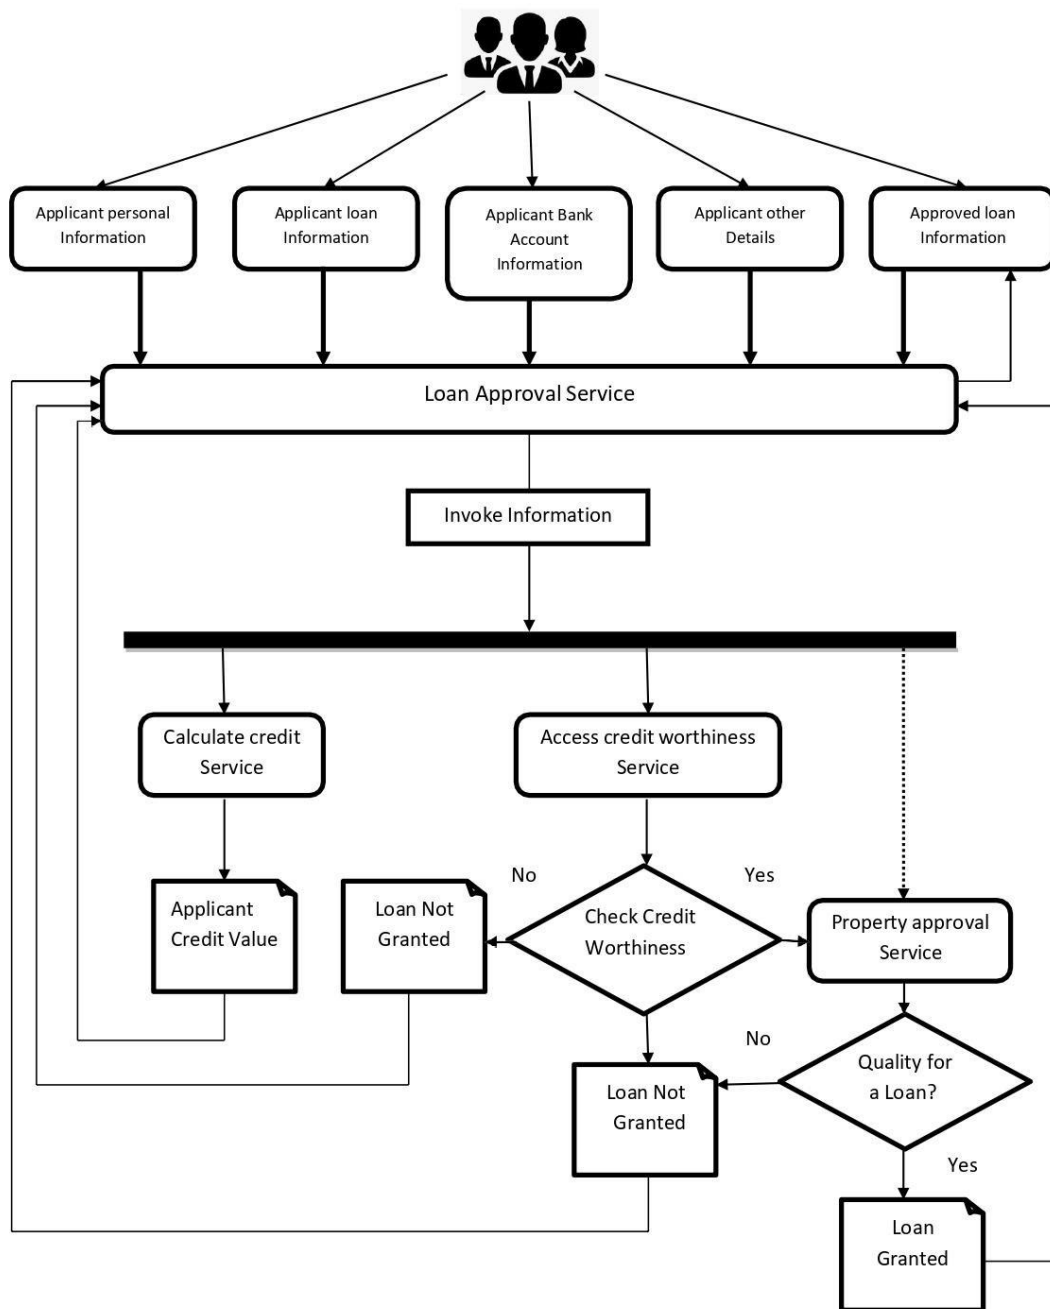 Applicant personal
Information
Applicant loan
Information
Applicant Bank
Account
Information
Applicant other
Details
Approved loan
Information
Loan Approval Service
Invoke Information
Calculate credit
Service
Access credit worthiness
Service
No
Yes
Applicant
Credit Value
Loan Not
Granted
Check Credit
Worthiness
Property approval
Service
No
Quality for
a Loan?
Loan Not
Granted
Yes
Loan
Granted